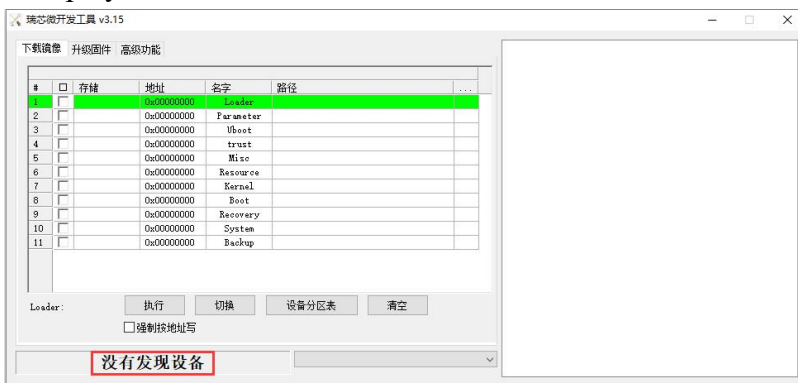 瑞芯微开发工具 v3.15
下载镜像 升级固件 高级功能
# 存储 地址 名字 路径 ...
1 0x00000000 Loader
2 0x00000000 Parameter
3 0x00000000 Uboot
4 0x00000000 trust
5 0x00000000 Misc
6 0x00000000 Resource
7 0x00000000 Kernel
8 0x00000000 Boot
9 0x00000000 Recovery
10 0x00000000 System
11 0x00000000 Backup
Loader: 执行 切换 设备分区表 清空
强制按地址写
没有发现设备